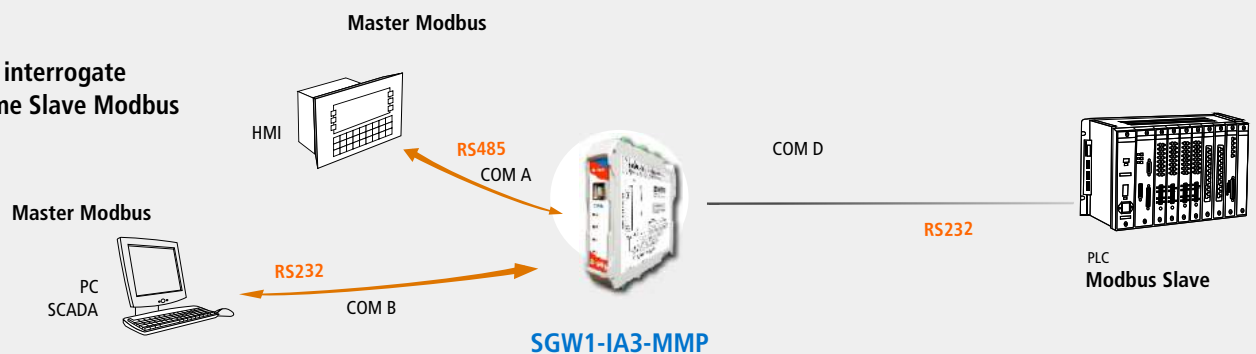 Master Modbus
interrogate
Slave Modbus
HMI
RS485
COM A
COM D
Master Modbus
RS232
PC
SCADA
RS232
COM B
PLC
Modbus Slave
SGW1-IA3-MMP